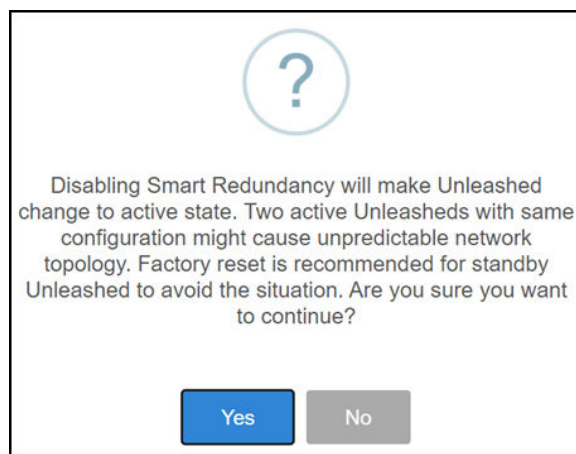 ?
Disabling Smart Redundancy will make Unleashed
change to active state. Two active Unleasheds with same
configuration might cause unpredictable network
topology. Factory reset is recommended for standby
Unleashed to avoid the situation. Are you sure you want
to continue?
Yes No